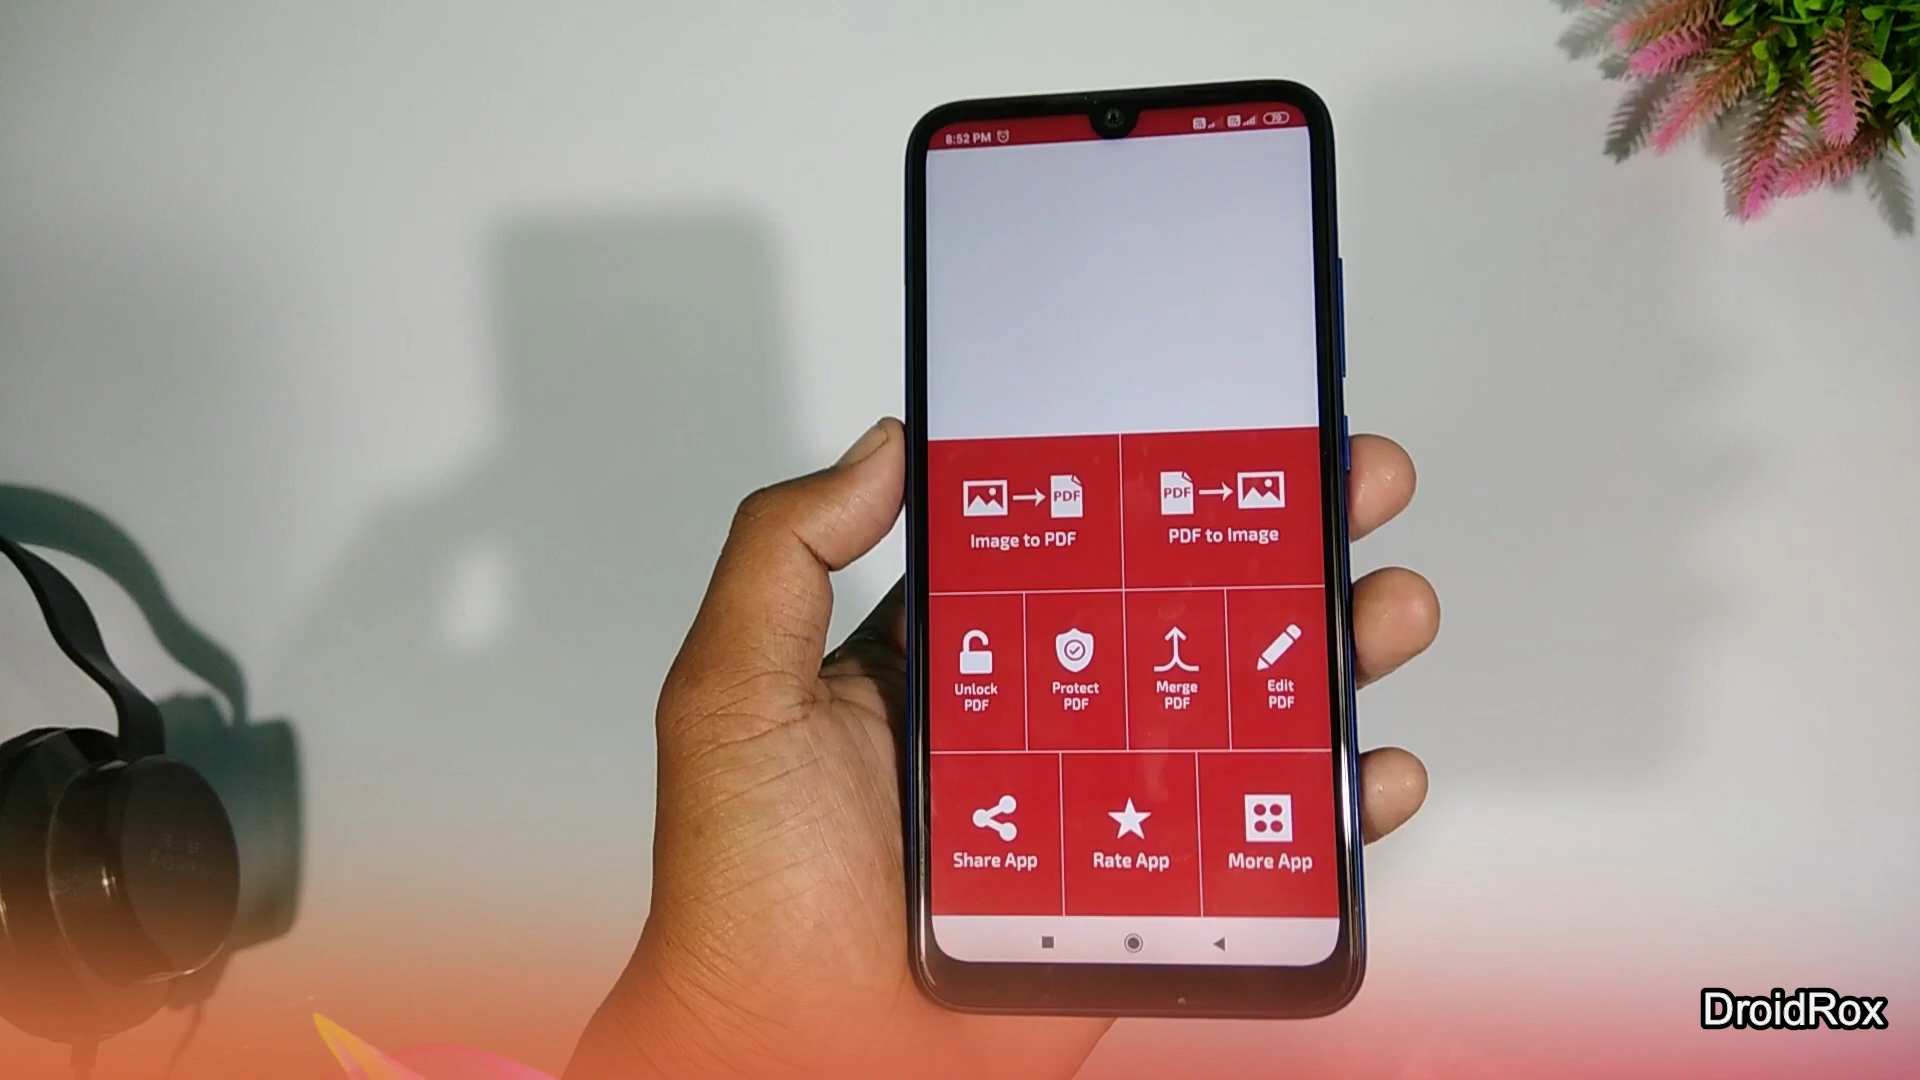 8:52 PM
79
PDF
Image to PDF
PDF
PDF to Image
Unlock
PDF
Protect
PDF
Merge
PDF
Edit
PDF
Share App
Rate App
More App
DroidRox